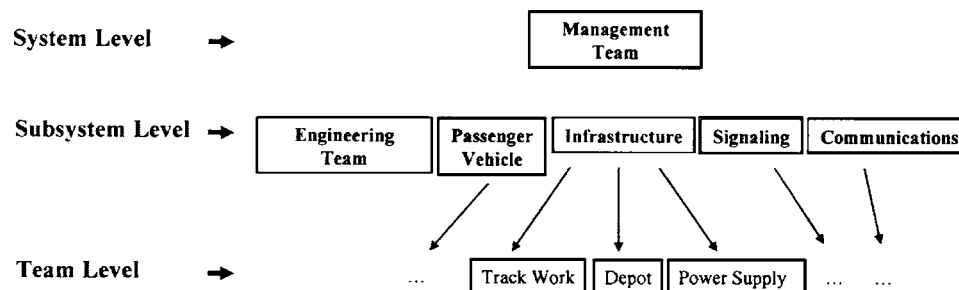 System Level
Management
Team
Subsystem Level
Engineering
Team
Passenger
Vehicle
Infrastructure
Signaling
Communications
Team Level
...
Track Work
Depot
Power Supply
...
...